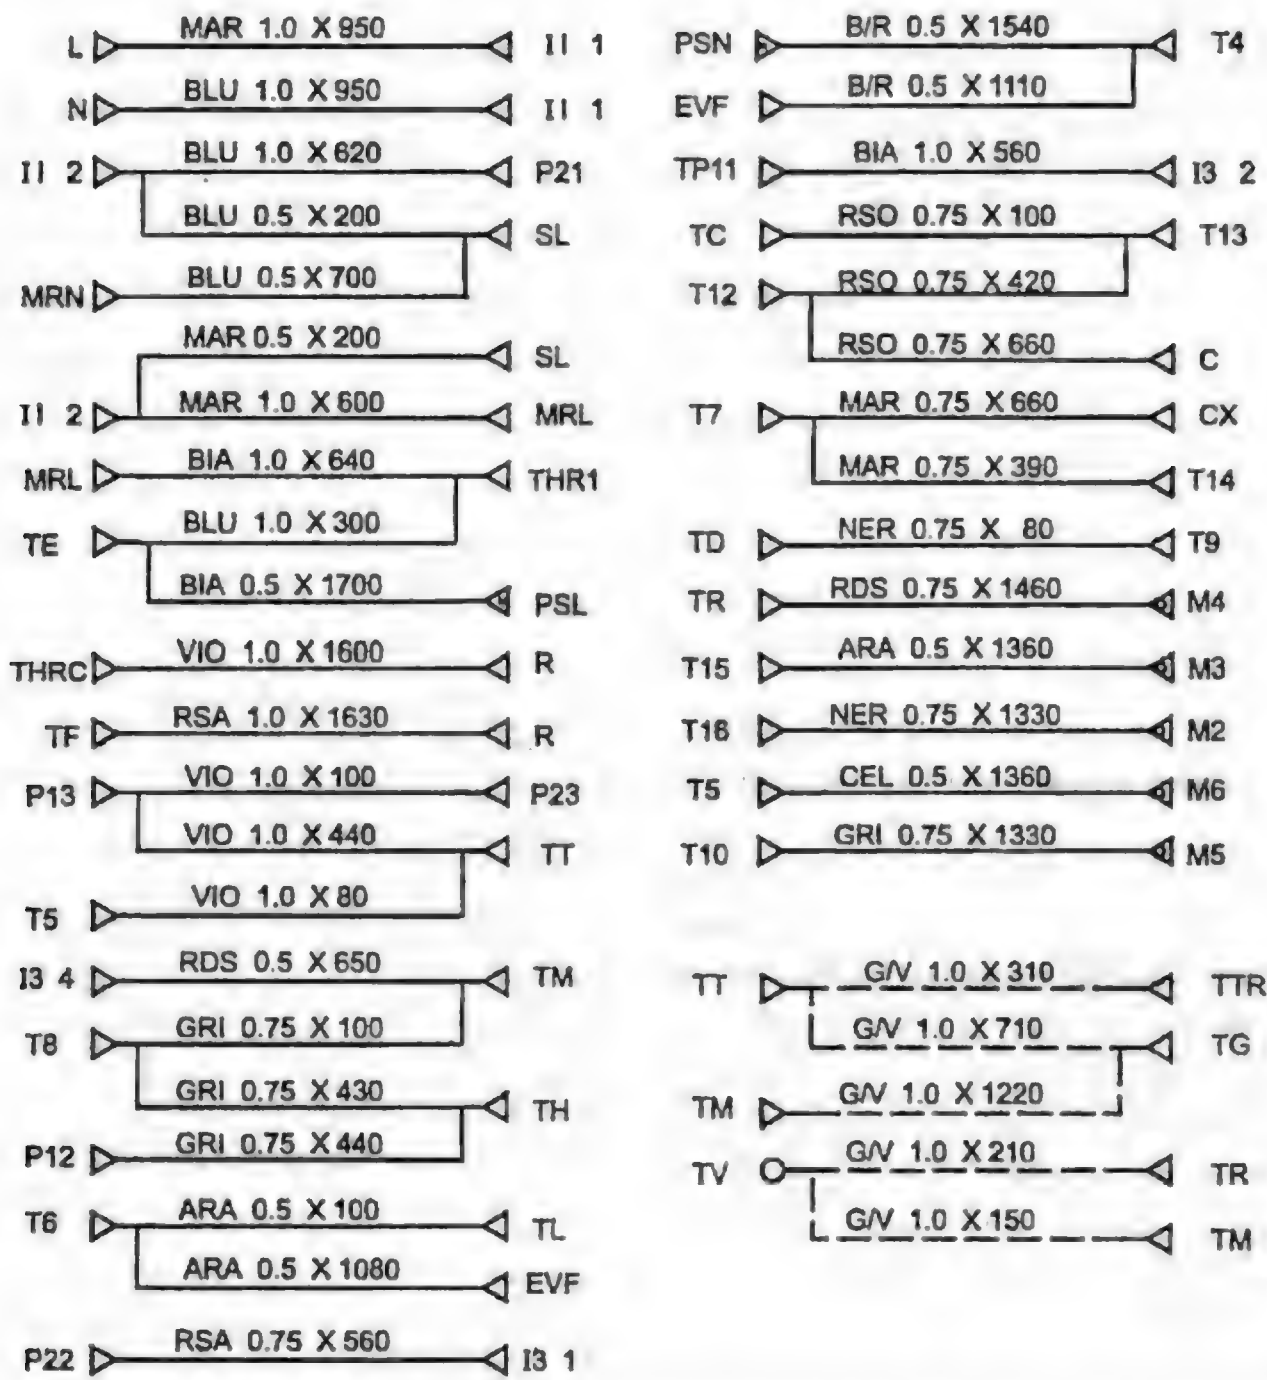 L MAR 1.0 X 950 I1 1
N BLU 1.0 X 950 I1 1
I1 2 BLU 1.0 X 620 P21
BLU 0.5 X 200 SL
MRN BLU 0.5 X 700
MAR 0.5 X 200 SL
I1 2 MAR 1.0 X 600 MRL
MRL BIA 1.0 X 640 THR1
TE BLU 1.0 X 300
BIA 0.5 X 1700 PSL
THRC VIO 1.0 X 1600 R
TF RSA 1.0 X 1630 R
P13 VIO 1.0 X 100 P23
VIO 1.0 X 440 TT
T5 VIO 1.0 X 80
I3 4 RDS 0.5 X 650 TM
T8 GRI 0.75 X 100
GRI 0.75 X 430 TH
P12 GRI 0.75 X 440
T6 ARA 0.5 X 100 TL
ARA 0.5 X 1080 EVF
P22 RSA 0.75 X 560 I3 1
PSN B/R 0.5 X 1540 T4
EVF B/R 0.5 X 1110
TP11 BIA 1.0 X 560 I3 2
TC RSO 0.75 X 100 T13
T12 RSO 0.75 X 420
RSO 0.75 X 660 C
T7 MAR 0.75 X 660 CX
MAR 0.75 X 390 T14
TD NER 0.75 X 80 T9
TR RDS 0.75 X 1460 M4
T15 ARA 0.5 X 1360 M3
T16 NER 0.75 X 1330 M2
T5 CEL 0.5 X 1360 M6
T10 GRI 0.75 X 1330 M5
TT G/V 1.0 X 310 TTR
G/V 1.0 X 710 TG
TM G/V 1.0 X 1220
TV G/V 1.0 X 210 TR
G/V 1.0 X 150 TM